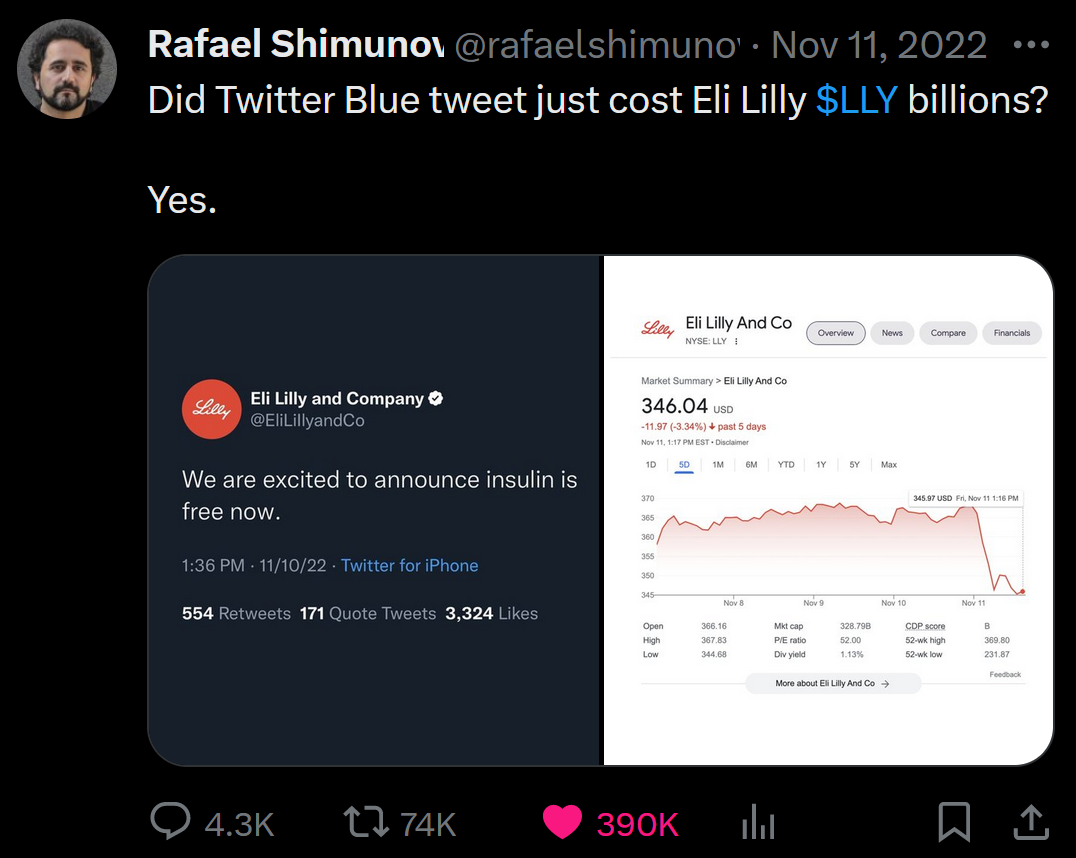 Rafael Shimunov @rafaelshimunov · Nov 11, 2022 ···
Did Twitter Blue tweet just cost Eli Lilly $LLY billions?
Yes.
Lilly
Eli Lilly and Company
@EliLillyandCo
We are excited to announce insulin is
free now.
1:36 PM · 11/10/22 · Twitter for iPhone
554 Retweets 171 Quote Tweets 3,324 Likes
Lilly
Eli Lilly And Co
NYSE: LLY
Overview News Compare Financials
Market Summary > Eli Lilly And Co
346.04 USD
-11.97 (-3.34%) ↓ past 5 days
Nov 11, 1:17 PM EST • Disclaimer
1D 5D 1M 6M YTD 1Y 5Y Max
345.97 USD Fri, Nov 11 1:16 PM
370
365
360
355
350
345
Nov 8 Nov 9 Nov 10 Nov 11
Open 366.16 Mkt cap 328.79B CDP score B
High 367.83 P/E ratio 52.00 52-wk high 369.80
Low 344.68 Div yield 1.13% 52-wk low 231.87
Feedback
More about Eli Lilly And Co →
4.3K 74K 390K